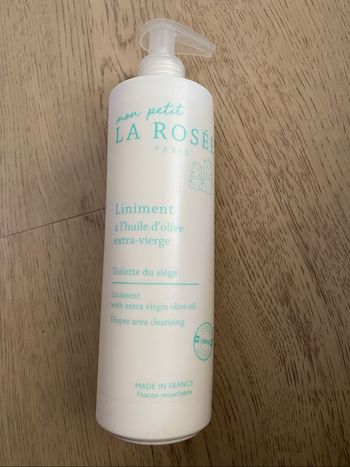 mon petit
LA ROSÉE
PARIS
Liniment
à l'huile d'olive
extra-vierge
Toilette du siège
Liniment
with extra virgin olive-oil
Diaper area cleansing
MADE IN FRANCE
Flacon recyclable